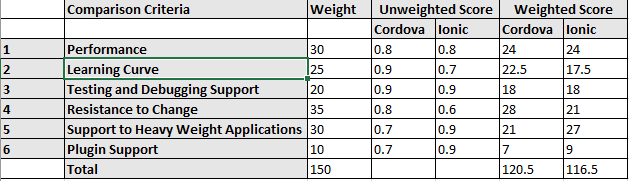 Comparison Criteria Weight Unweighted Score Weighted Score
Cordova Ionic Cordova Ionic
1 Performance 30 0.8 0.8 24 24
2 Learning Curve 25 0.9 0.7 22.5 17.5
3 Testing and Debugging Support 20 0.9 0.9 18 18
4 Resistance to Change 35 0.8 0.6 28 21
5 Support to Heavy Weight Applications 30 0.7 0.9 21 27
6 Plugin Support 10 0.7 0.9 7 9
Total 150 120.5 116.5